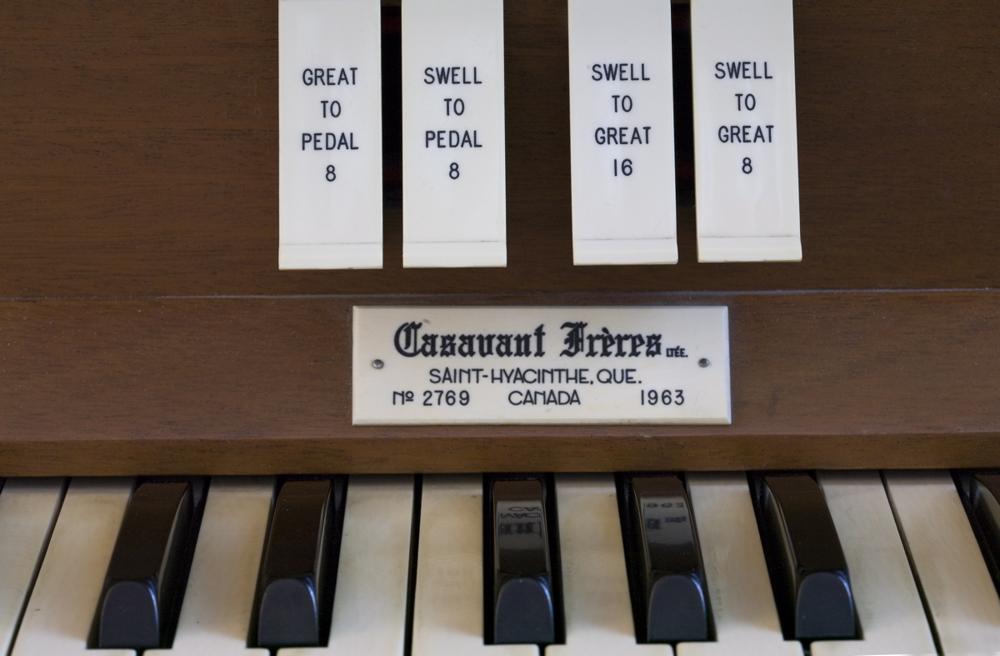 GREAT
TO
PEDAL
8
SWELL
TO
PEDAL
8
SWELL
TO
GREAT
16
SWELL
TO
GREAT
8
Casavant Frères LTÉE.
SAINT-HYACINTHE, QUE.
Nº 2769 CANADA 1963